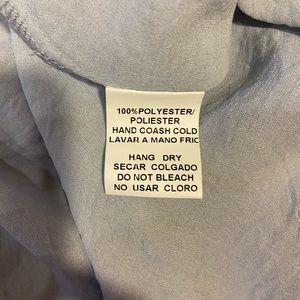 100%POLYESTER/
POLIESTER
HAND COASH COLD
LAVAR A MANO FRIC
HANG DRY
SECAR COLGADO
DO NOT BLEACH
NO USAR CLORO